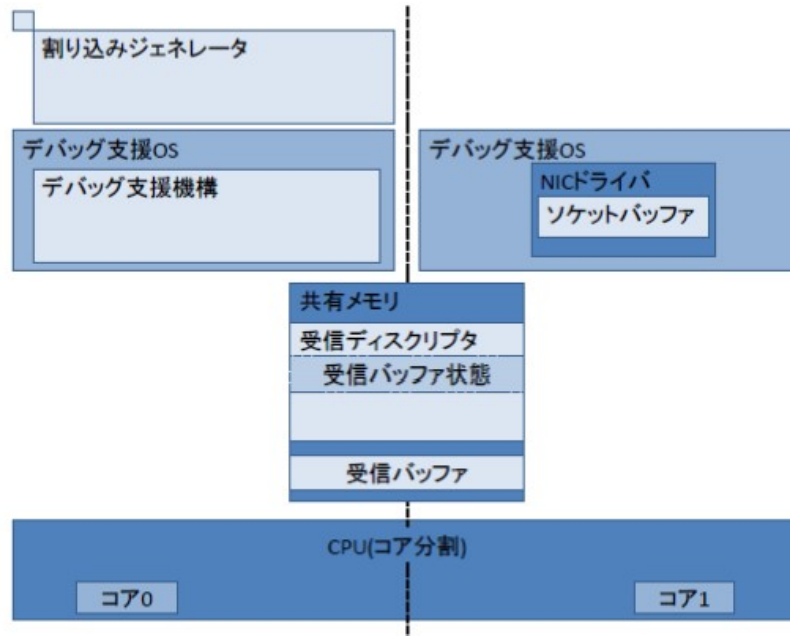 割り込みジェネレータ
デバッグ支援OS
デバッグ支援機構
デバッグ支援OS
NICドライバ
ソケットバッファ
共有メモリ
受信ディスクリプタ
受信バッファ状態
受信バッファ
CPU(コア分割)
コア0
コア1